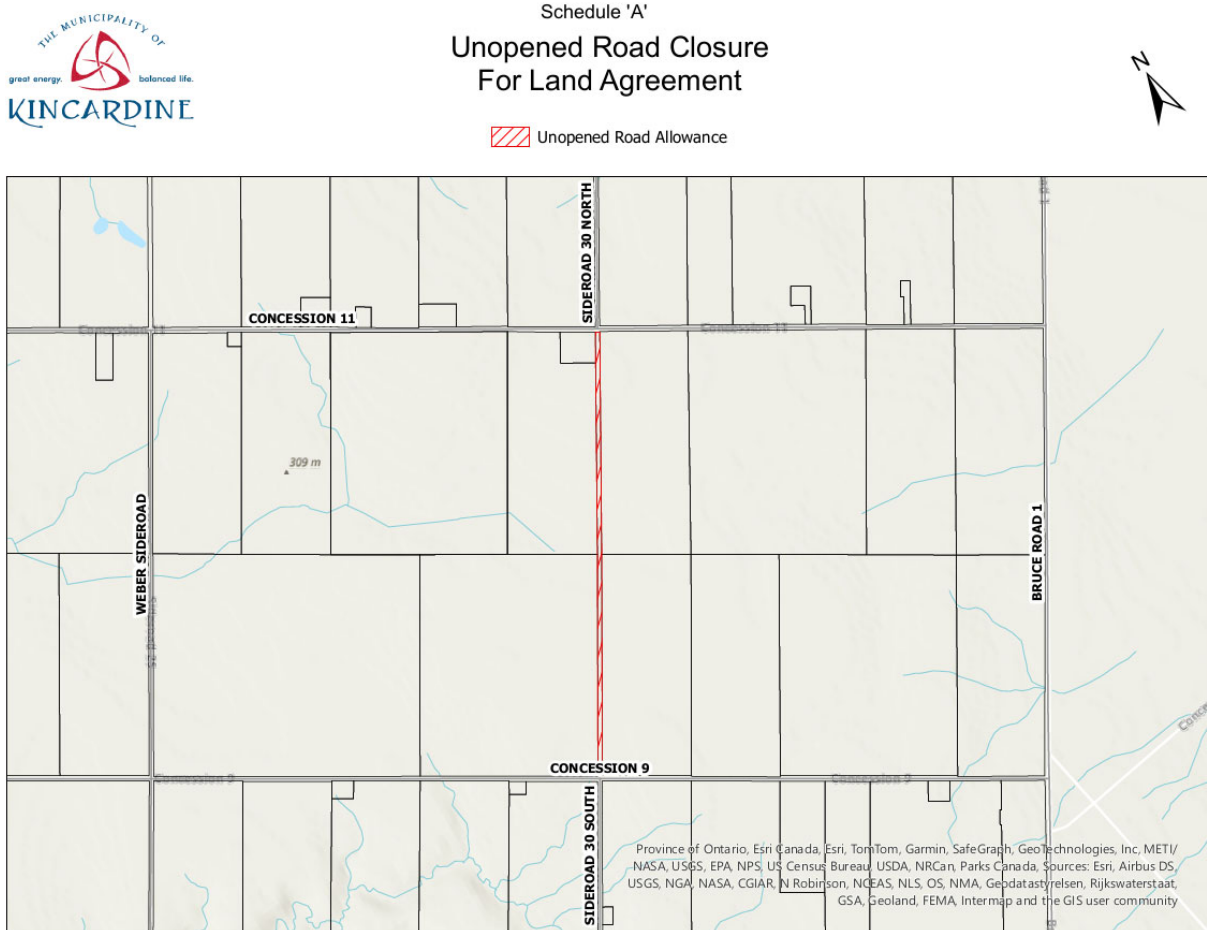 Schedule 'A'
THE MUNICIPALITY OF
great energy. balanced life.
KINCARDINE
Unopened Road Closure
For Land Agreement
N
Unopened Road Allowance
SIDEROAD 30 NORTH
CONCESSION 11
Concession 11
Concession 11
309 m
WEBER SIDEROAD
BRUCE ROAD 1
Sideroad 25
CONCESSION 9
Concession 9
Concession 9
SIDEROAD 30 SOUTH
Province of Ontario, Esri Canada, Esri, TomTom, Garmin, SafeGraph, GeoTechnologies, Inc, METI/
NASA, USGS, EPA, NPS, US Census Bureau, USDA, NRCan, Parks Canada, Sources: Esri, Airbus DS,
USGS, NGA, NASA, CGIAR, N Robinson, NCEAS, NLS, OS, NMA, Geodatastyrelsen, Rijkswaterstaat,
GSA, Geoland, FEMA, Intermap and the GIS user community